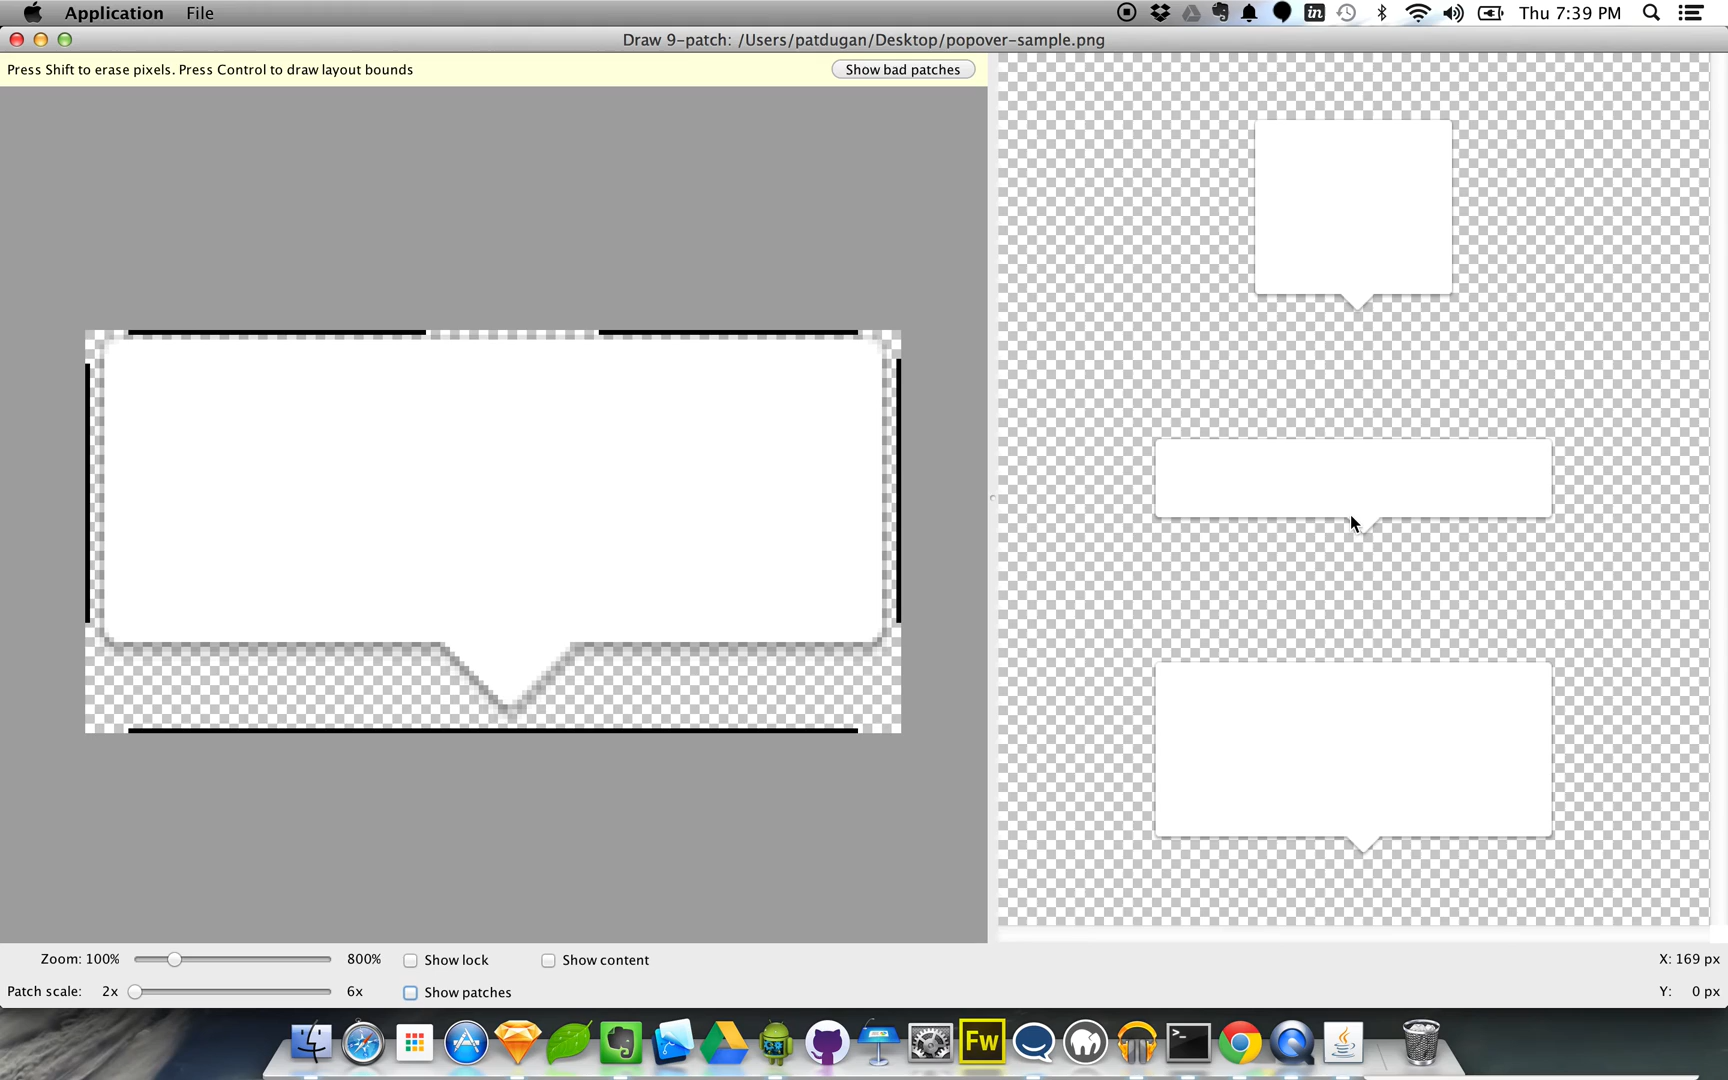 Application File
Thu 7:39 PM
Draw 9-patch: /Users/patdugan/Desktop/popover-sample.png
Press Shift to erase pixels. Press Control to draw layout bounds
Show bad patches
Zoom: 100% 800% Show lock Show content
X: 169 px
Patch scale: 2x 6x Show patches
Y: 0 px
in
Fw
>_